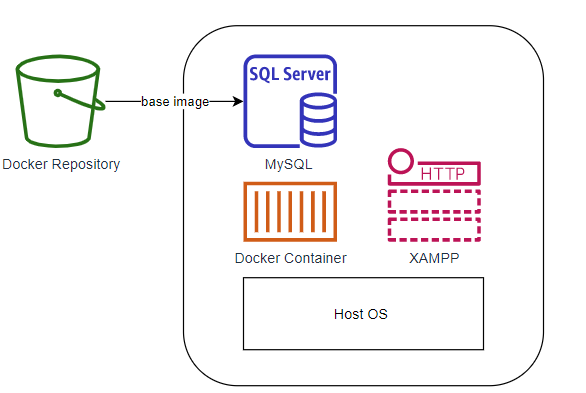 SQL Server
base image
Docker Repository
MySQL
HTTP
Docker Container
XAMPP
Host OS